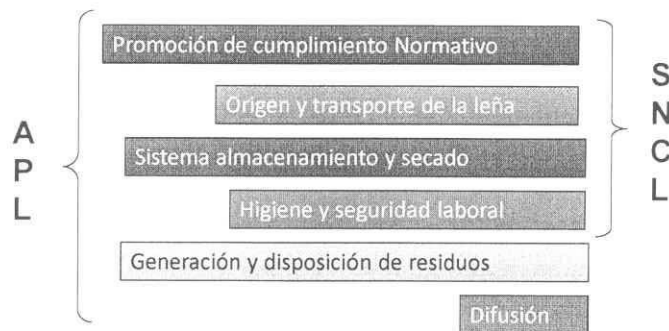 A
P
L
Promoción de cumplimiento Normativo
Origen y transporte de la leña
Sistema almacenamiento y secado
Higiene y seguridad laboral
Generación y disposición de residuos
Difusión
S
N
C
L